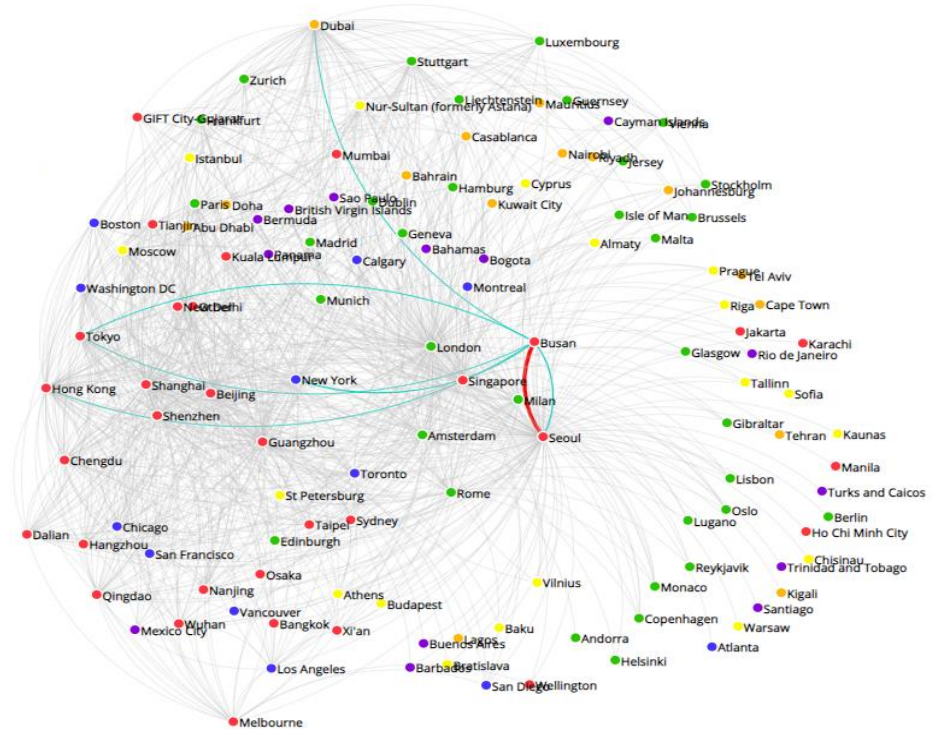 Dubai
Luxembourg
Stuttgart
Zurich
Liechtenstein
Mauritius
Guernsey
Nur-Sultan (formerly Astana)
GIFT City-Gujarat
Frankfurt
Cayman Islands
Vienna
Casablanca
Istanbul
Mumbai
Nairobi
Riyadh
Jersey
Bahrain
Hamburg
Cyprus
Stockholm
Johannesburg
Paris
Doha
Sao Paulo
Dublin
Kuwait City
British Virgin Islands
Bermuda
Isle of Man
Brussels
Boston
Tianjin
Abu Dhabi
Geneva
Malta
Madrid
Almaty
Moscow
Kuala Lumpur
Panama
Calgary
Bahamas
Bogota
Prague
Tel Aviv
Washington DC
Montreal
Munich
New Delhi
Riga
Cape Town
Tokyo
London
Busan
Jakarta
Karachi
Glasgow
Rio de Janeiro
Hong Kong
Shanghai
Beijing
New York
Singapore
Milan
Tallinn
Sofia
Shenzhen
Guangzhou
Amsterdam
Seoul
Gibraltar
Tehran
Kaunas
Chengdu
Toronto
Manila
Lisbon
St Petersburg
Rome
Turks and Caicos
Oslo
Berlin
Lugano
Ho Chi Minh City
Dalian
Chicago
Taipei
Sydney
Hangzhou
Edinburgh
San Francisco
Chisinau
Reykjavik
Trinidad and Tobago
Osaka
Vilnius
Monaco
Qingdao
Nanjing
Athens
Budapest
Kigali
Santiago
Vancouver
Copenhagen
Mexico City
Wuhan
Bangkok
Xi'an
Baku
Warsaw
Lagos
Buenos Aires
Andorra
Atlanta
Los Angeles
Barbados
Bratislava
Helsinki
San Diego
Wellington
Melbourne